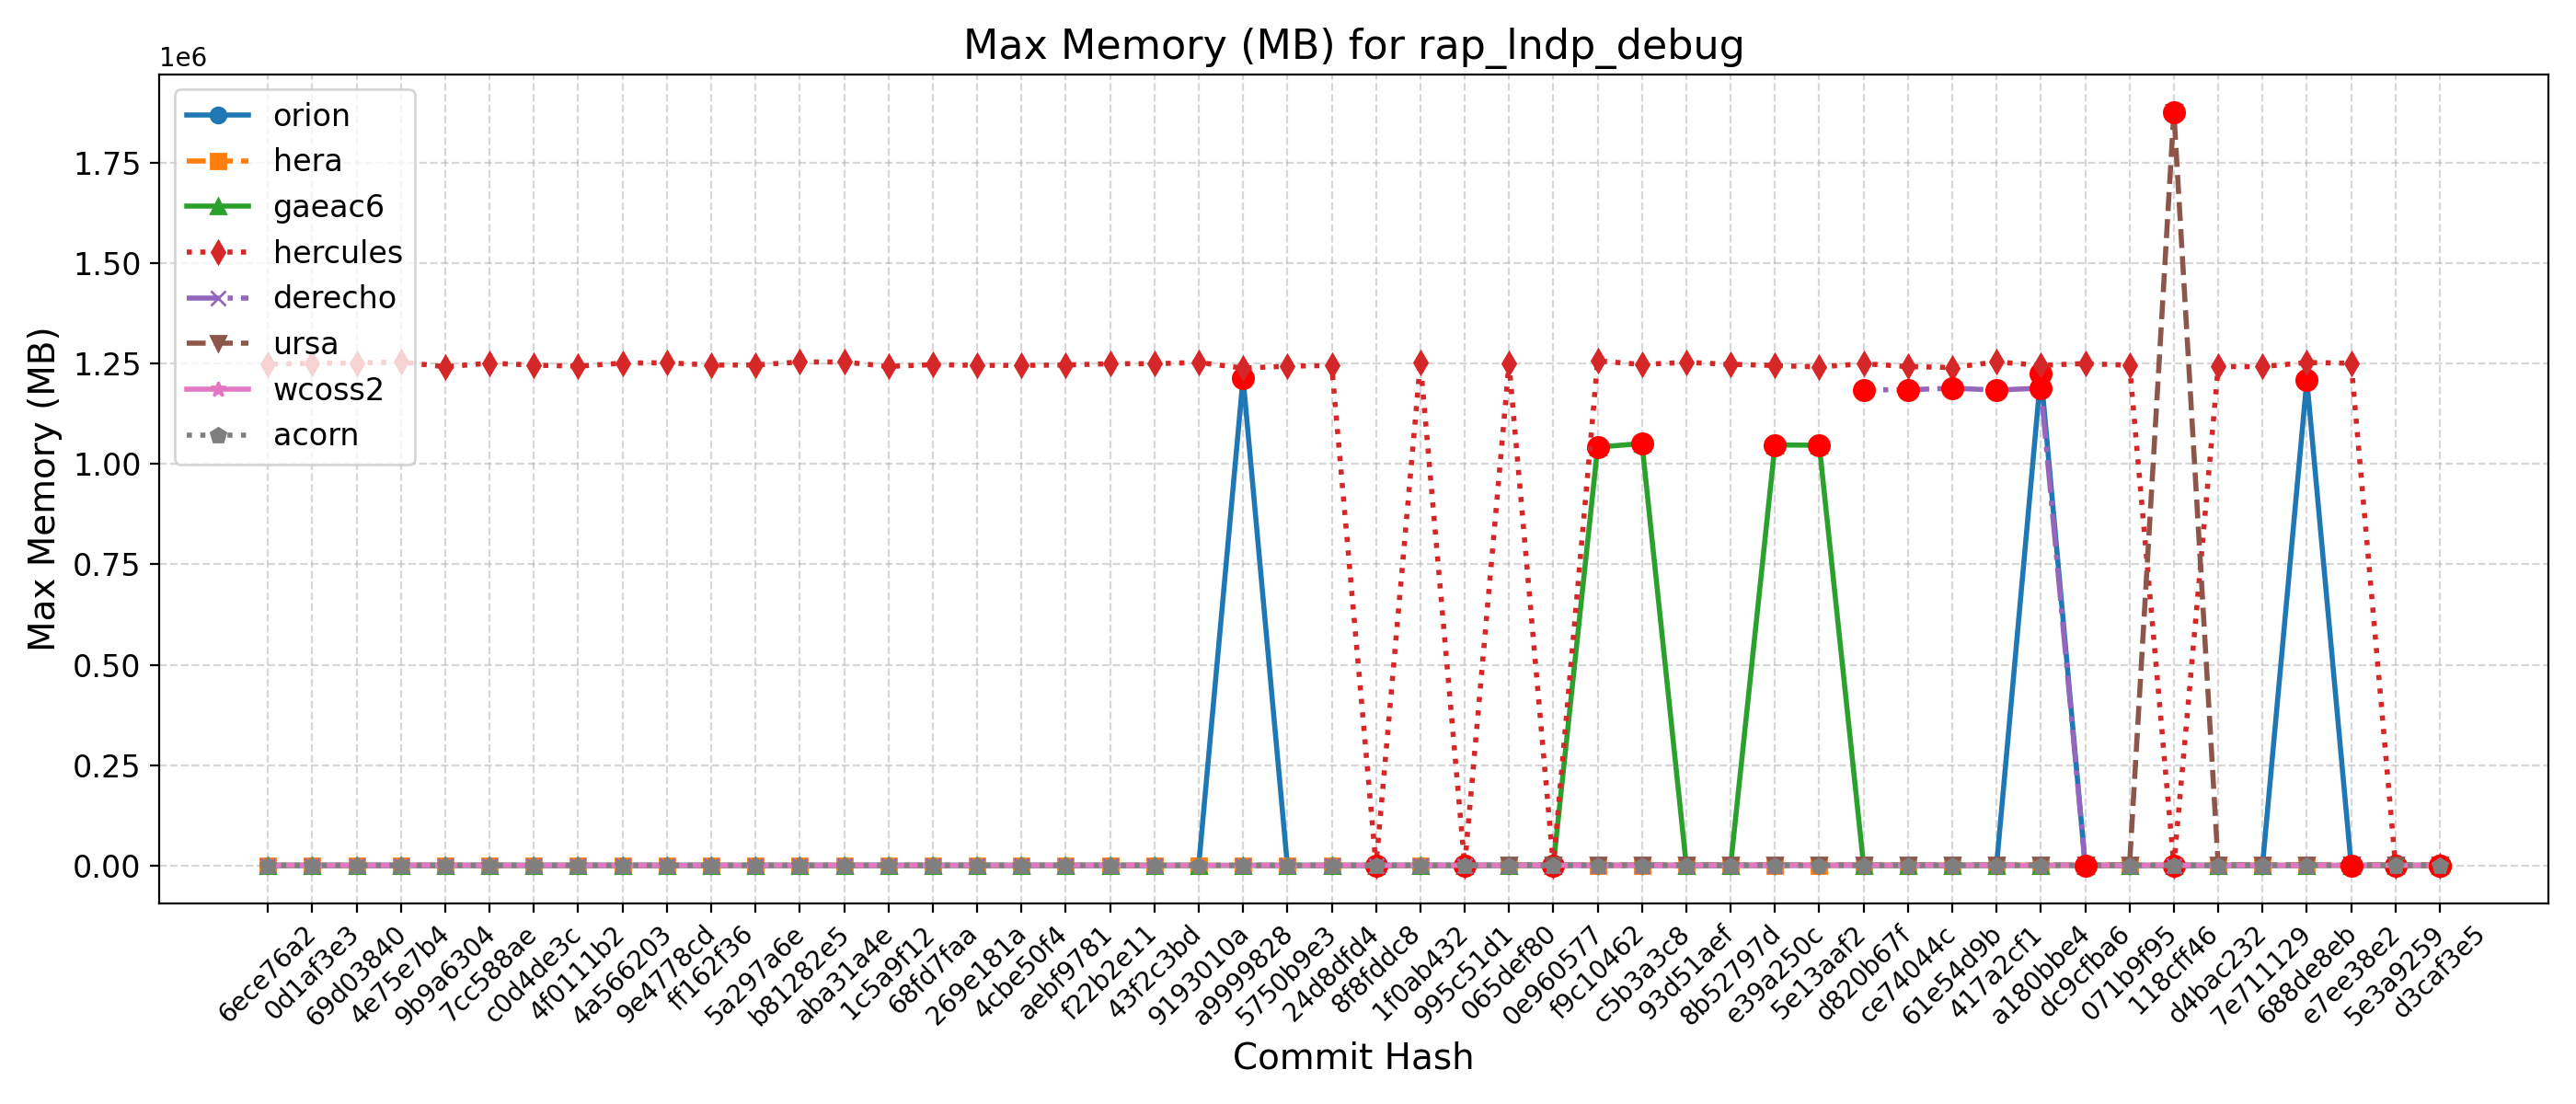 Max Memory (MB) for rap_lndp_debug
1e6
orion
hera
gaeac6
hercules
derecho
ursa
wcoss2
acorn
Max Memory (MB)
1.75
1.50
1.25
1.00
0.75
0.50
0.25
0.00
6ece76a2
0d1af3e3
69d03840
4e75e7b4
9b9a6304
7cc588ae
c0d4de3c
4f0111b2
4a566203
9e4778cd
ff162f36
5a297a6e
b81282e5
aba31a4e
1c5a9f12
68fd7faa
269e181a
4cbe50f4
aebf9781
f22b2e11
43f2c3bd
9193010a
a9999828
5750b9e3
24d8dfd4
8f8fddc8
1f0ab432
995c51d1
065def80
0e960577
f9c10462
c5b3a3c8
93d51aef
8b52797d
e39a250c
5e13aaf2
d820b67f
ce74044c
61e54d9b
417a2cf1
a180bbe4
dc9cfba6
071b9f95
118cff46
d4bac232
7e711129
688de8eb
e7ee38e2
5e3a9259
d3caf3e5
Commit Hash